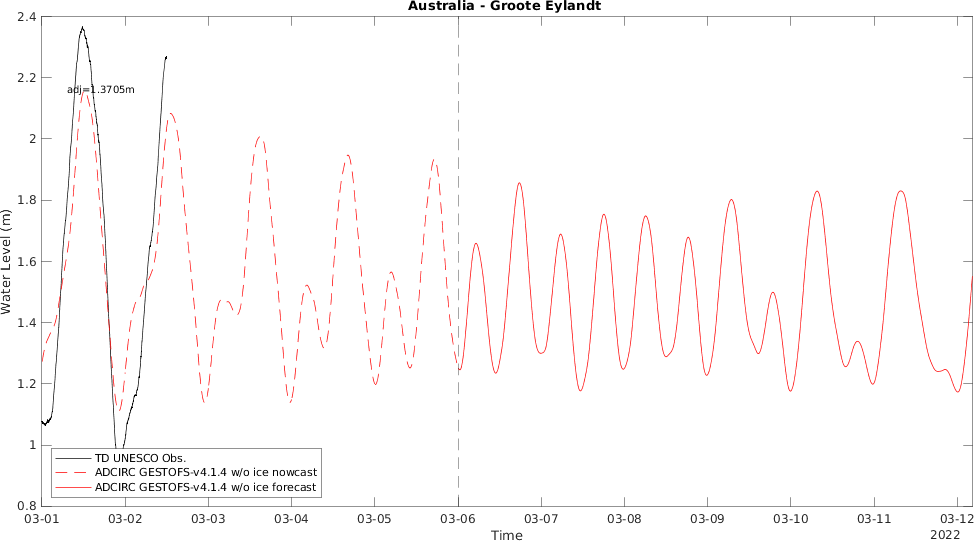 Australia - Groote Eylandt
2.4
2.2
2
1.8
1.6
1.4
1.2
1
0.8
Water Level (m)
adj=1.3705m
TD UNESCO Obs.
ADCIRC GESTOFS-v4.1.4 w/o ice nowcast
ADCIRC GESTOFS-v4.1.4 w/o ice forecast
03-01 03-02 03-03 03-04 03-05 03-06 03-07 03-08 03-09 03-10 03-11 03-12
Time
2022